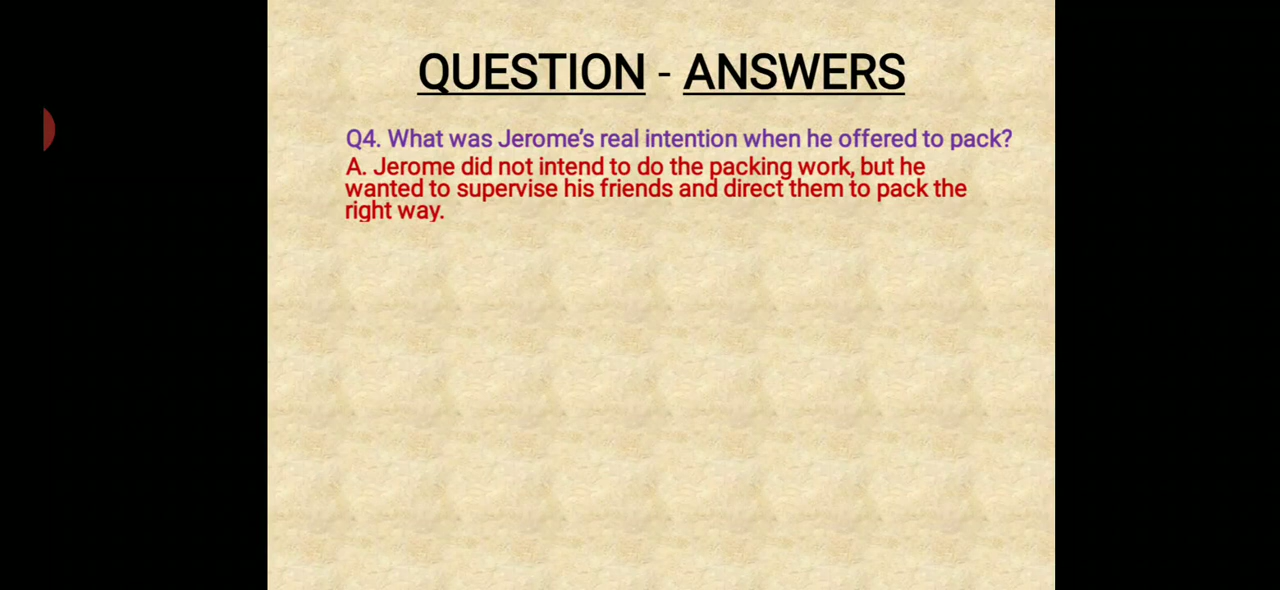 QUESTION - ANSWERS
Q4. What was Jerome's real intention when he offered to pack?
A. Jerome did not intend to do the packing work, but he
wanted to supervise his friends and direct them to pack the
right way.